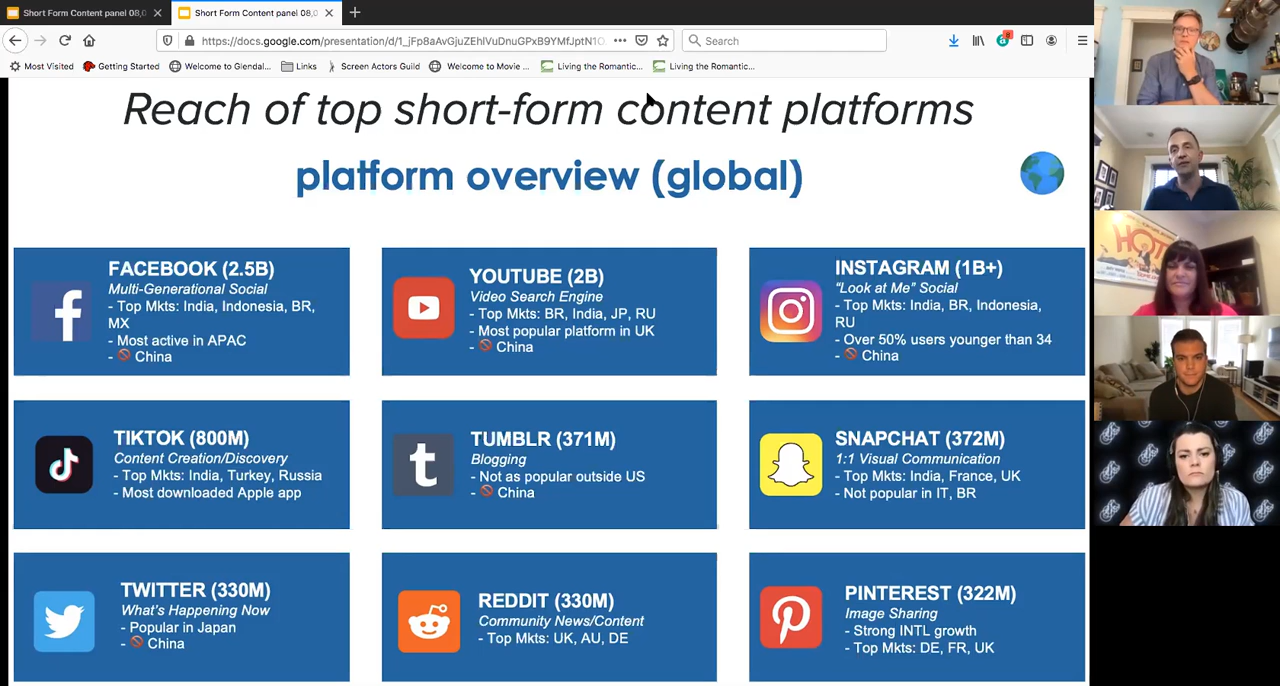 Short Form Content panel 08,0
Short Form Content panel 08,0
https://docs.google.com/presentation/d/1_jFp8aAvGjuZEhIYuDnuGPxB9YMfJptN1O
Search
Most Visited
Getting Started
Welcome to Giendal...
Links
Screen Actors Guild
Welcome to Movie ...
Living the Romantic...
Living the Romantic...
Reach of top short-form content platforms
platform overview (global)
FACEBOOK (2.5B)
Multi-Generational Social
- Top Mkts: India, Indonesia, BR,
MX
- Most active in APAC
- 🚫 China
YOUTUBE (2B)
Video Search Engine
- Top Mkts: BR, India, JP, RU
- Most popular platform in UK
- 🚫 China
INSTAGRAM (1B+)
“Look at Me” Social
- Top Mkts: India, BR, Indonesia,
RU
- Over 50% users younger than 34
- 🚫 China
TIKTOK (800M)
Content Creation/Discovery
- Top Mkts: India, Turkey, Russia
- Most downloaded Apple app
TUMBLR (371M)
Blogging
- Not as popular outside US
- 🚫 China
SNAPCHAT (372M)
1:1 Visual Communication
- Top Mkts: India, France, UK
- Not popular in IT, BR
TWITTER (330M)
What’s Happening Now
- Popular in Japan
- 🚫 China
REDDIT (330M)
Community News/Content
- Top Mkts: UK, AU, DE
PINTEREST (322M)
Image Sharing
- Strong INTL growth
- Top Mkts: DE, FR, UK
HOT